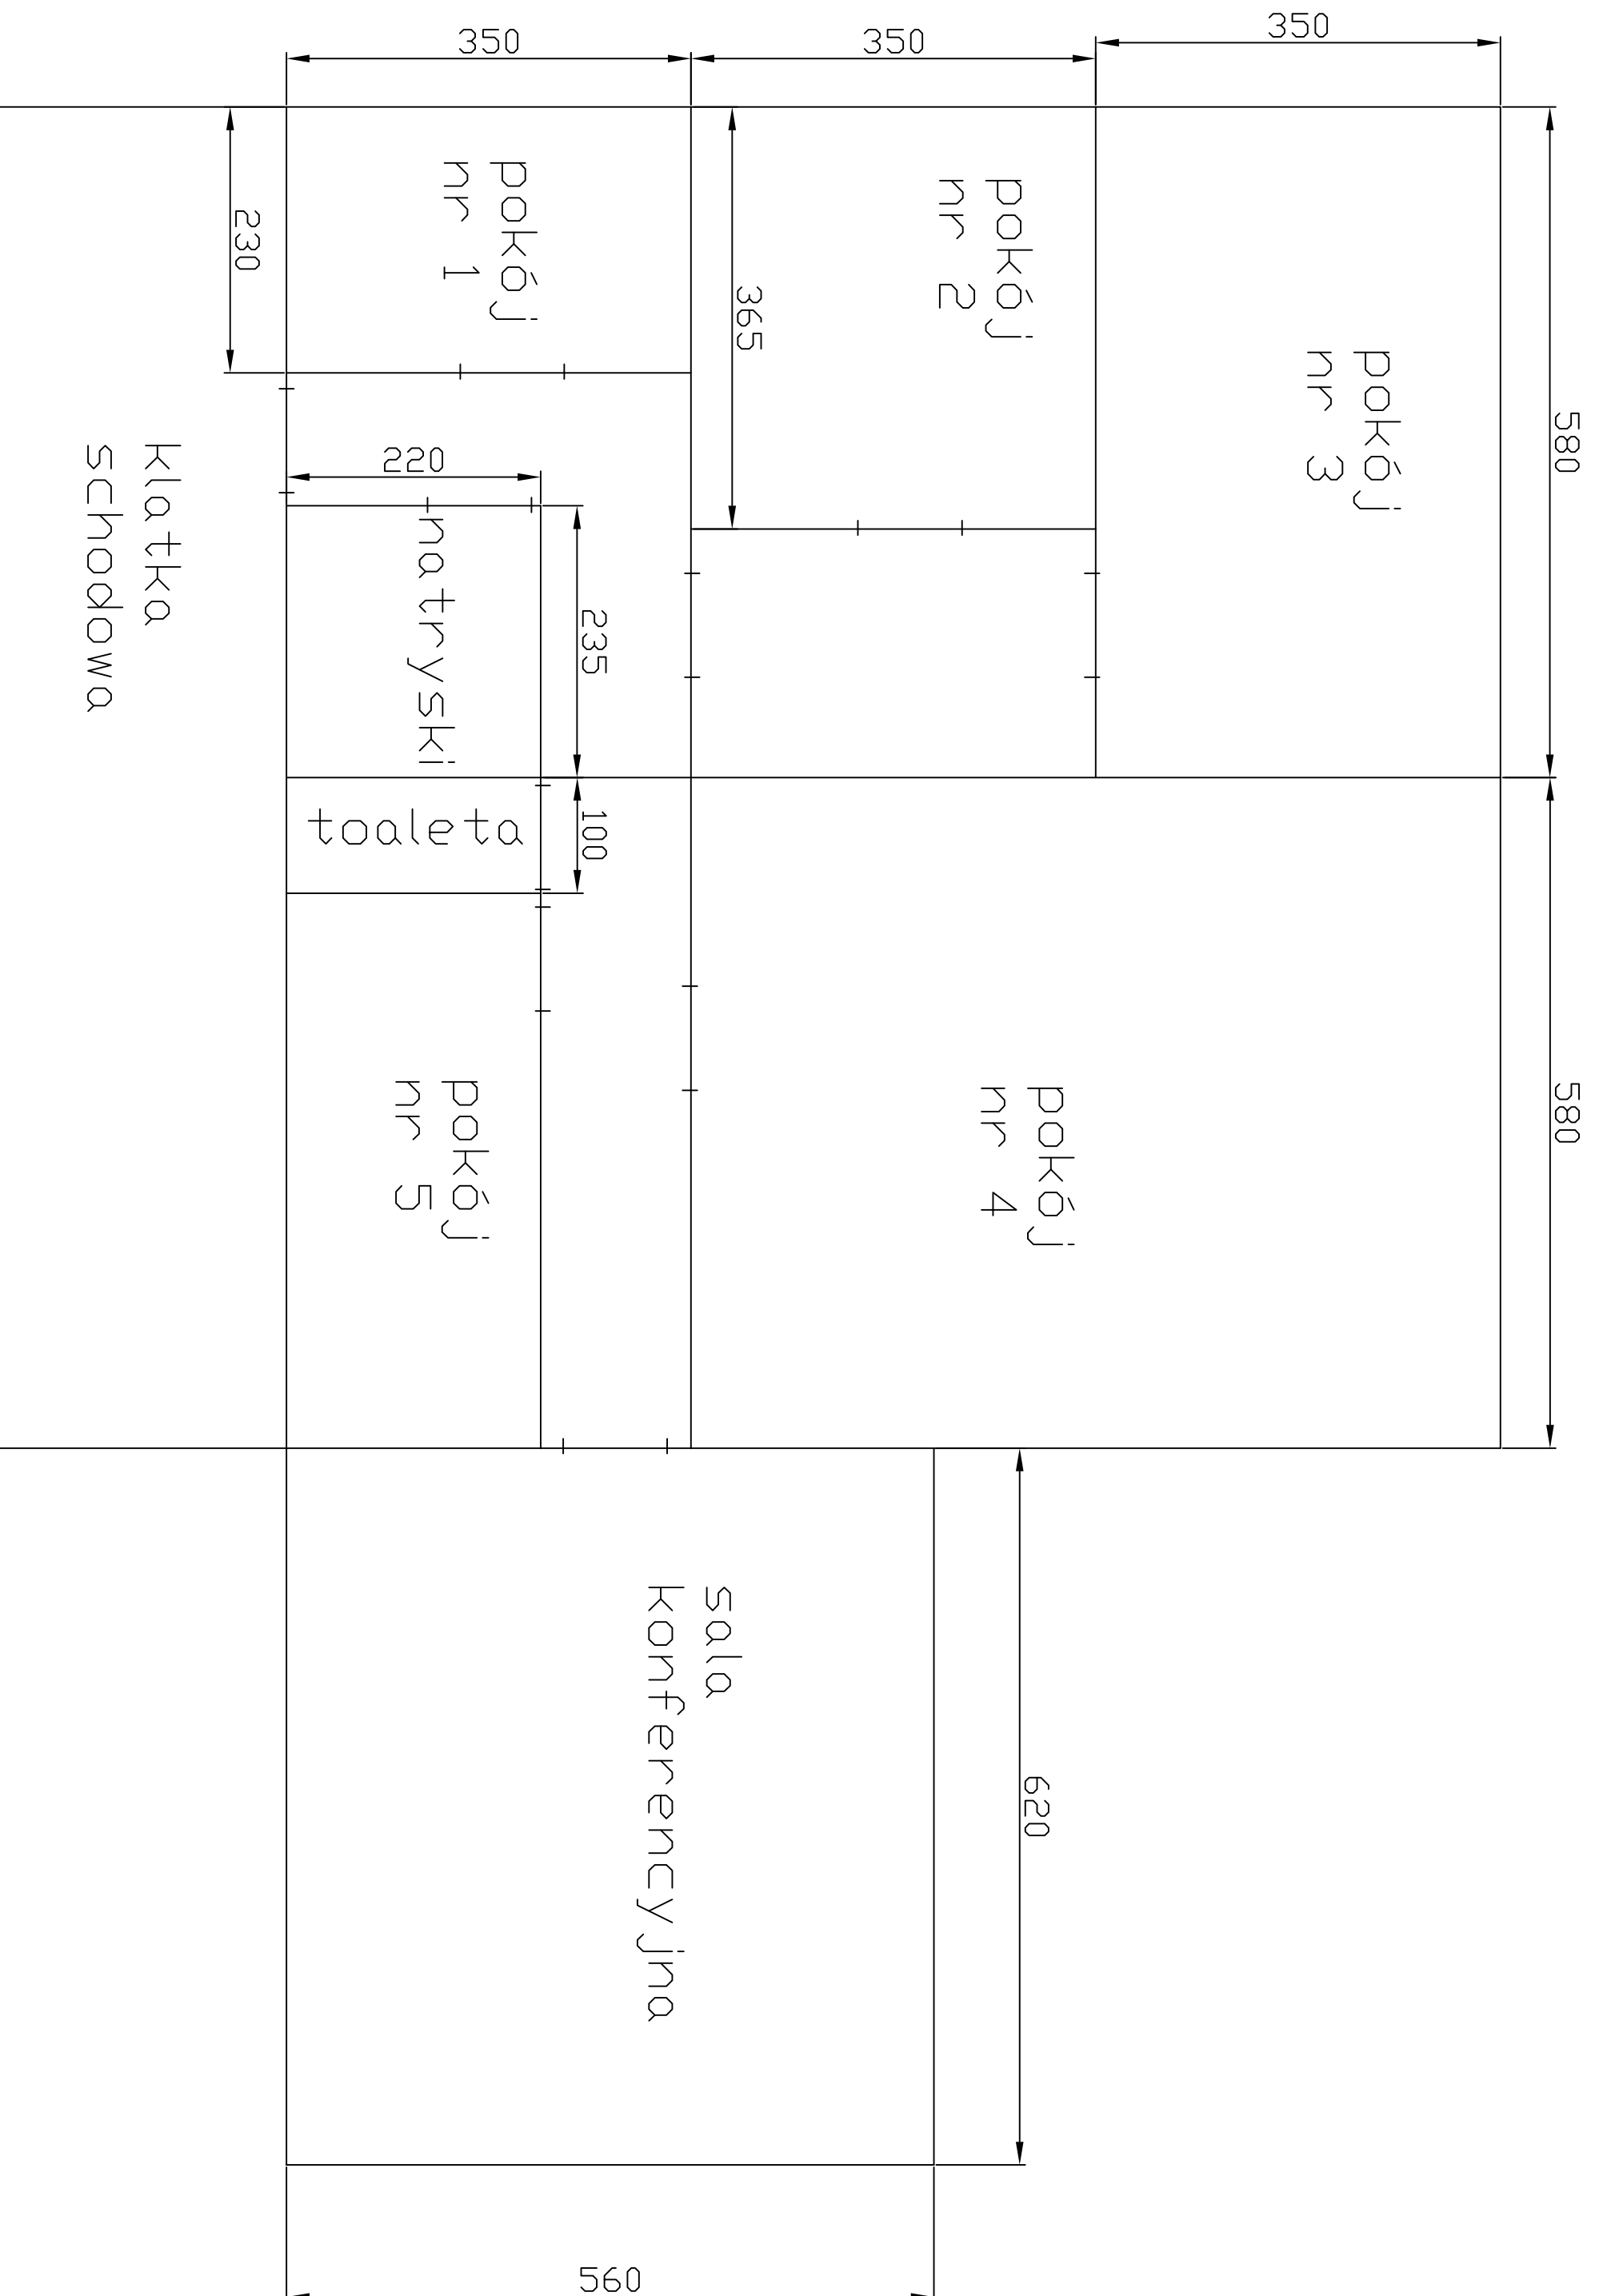 350
350
350
580
580
230
365
220
235
100
620
560
pokój
nr 1
pokój
nr 2
pokój
nr 3
klatka
schodowa
natryski
toaleta
pokój
nr 4
pokój
nr 5
sala
konferencyjna